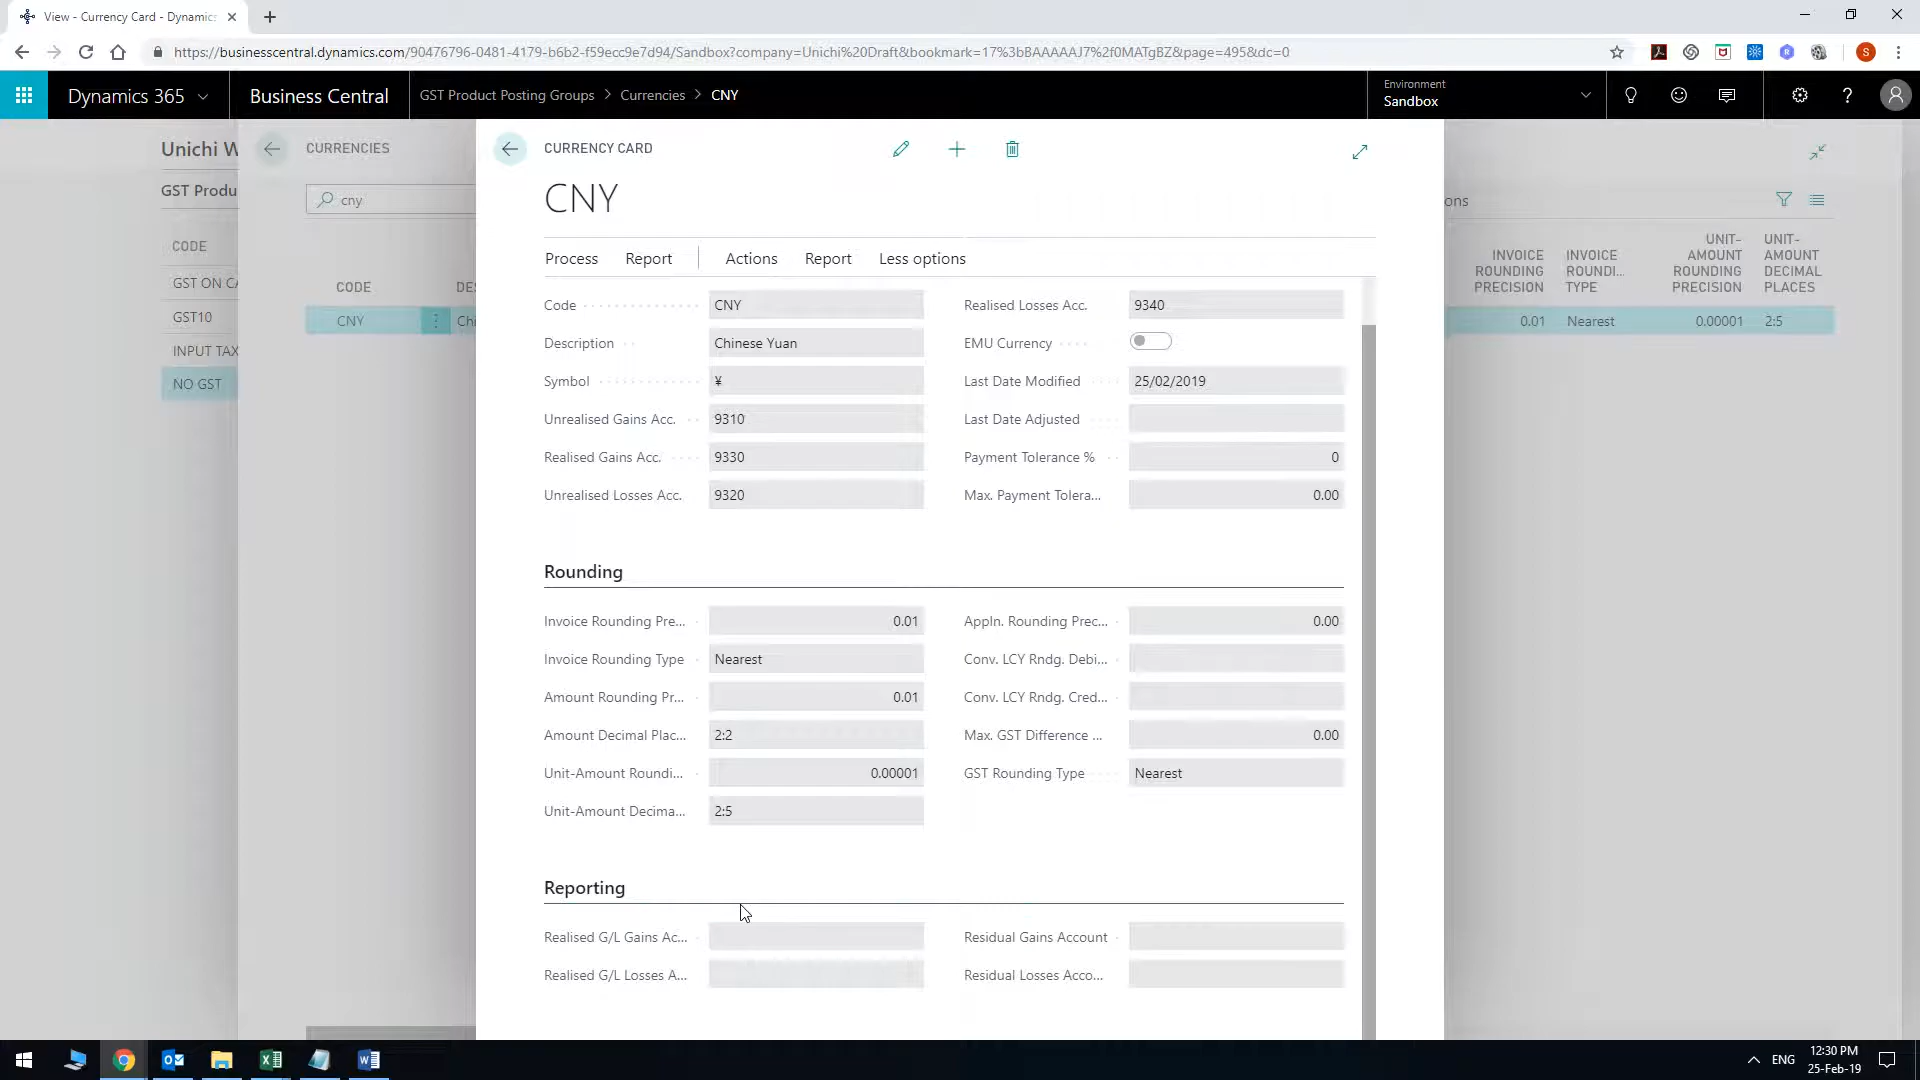 View - Currency Card - Dynamics
https://businesscentral.dynamics.com/90476796-0481-4179-b6b2-f59ecc9e7d94/Sandbox?company=Unichi%20Draft&bookmark=17%3bBAAAAAJ7%2f0MATgBZ&page=495&dc=0
S
Dynamics 365
Business Central
GST Product Posting Groups > Currencies > CNY
Environment
Sandbox
Unichi W
GST Produ
CODE
GST ON CA
GST10
INPUT TAX
NO GST
CURRENCIES
cny
CODE
DES
CNY
Chi
CURRENCY CARD
CNY
Process
Report
Actions
Report
Less options
Code
CNY
Description
Chinese Yuan
Symbol
¥
Unrealised Gains Acc.
9310
Realised Gains Acc.
9330
Unrealised Losses Acc.
9320
Realised Losses Acc.
9340
EMU Currency
Last Date Modified
25/02/2019
Last Date Adjusted
Payment Tolerance %
0
Max. Payment Tolera...
0.00
Rounding
Invoice Rounding Pre...
0.01
Invoice Rounding Type
Nearest
Amount Rounding Pr...
0.01
Amount Decimal Plac...
2:2
Unit-Amount Roundi...
0.00001
Unit-Amount Decima...
2:5
Appln. Rounding Prec...
0.00
Conv. LCY Rndg. Debi...
Conv. LCY Rndg. Cred...
Max. GST Difference ...
0.00
GST Rounding Type
Nearest
Reporting
Realised G/L Gains Ac...
Realised G/L Losses A...
Residual Gains Account
Residual Losses Acco...
ons
INVOICE ROUNDING PRECISION
INVOICE ROUNDI... TYPE
UNIT-AMOUNT ROUNDING PRECISION
UNIT-AMOUNT DECIMAL PLACES
0.01
Nearest
0.00001
2:5
ENG
12:30 PM
25-Feb-19